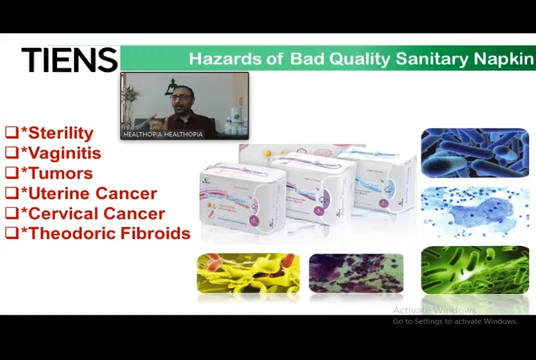 TIENS
Hazards of Bad Quality Sanitary Napkin
HEALTHOPIA HEALTHOPIA
*Sterility
*Vaginitis
*Tumors
*Uterine Cancer
*Cervical Cancer
*Theodoric Fibroids
Activate Windows
Go to Settings to activate Windows.